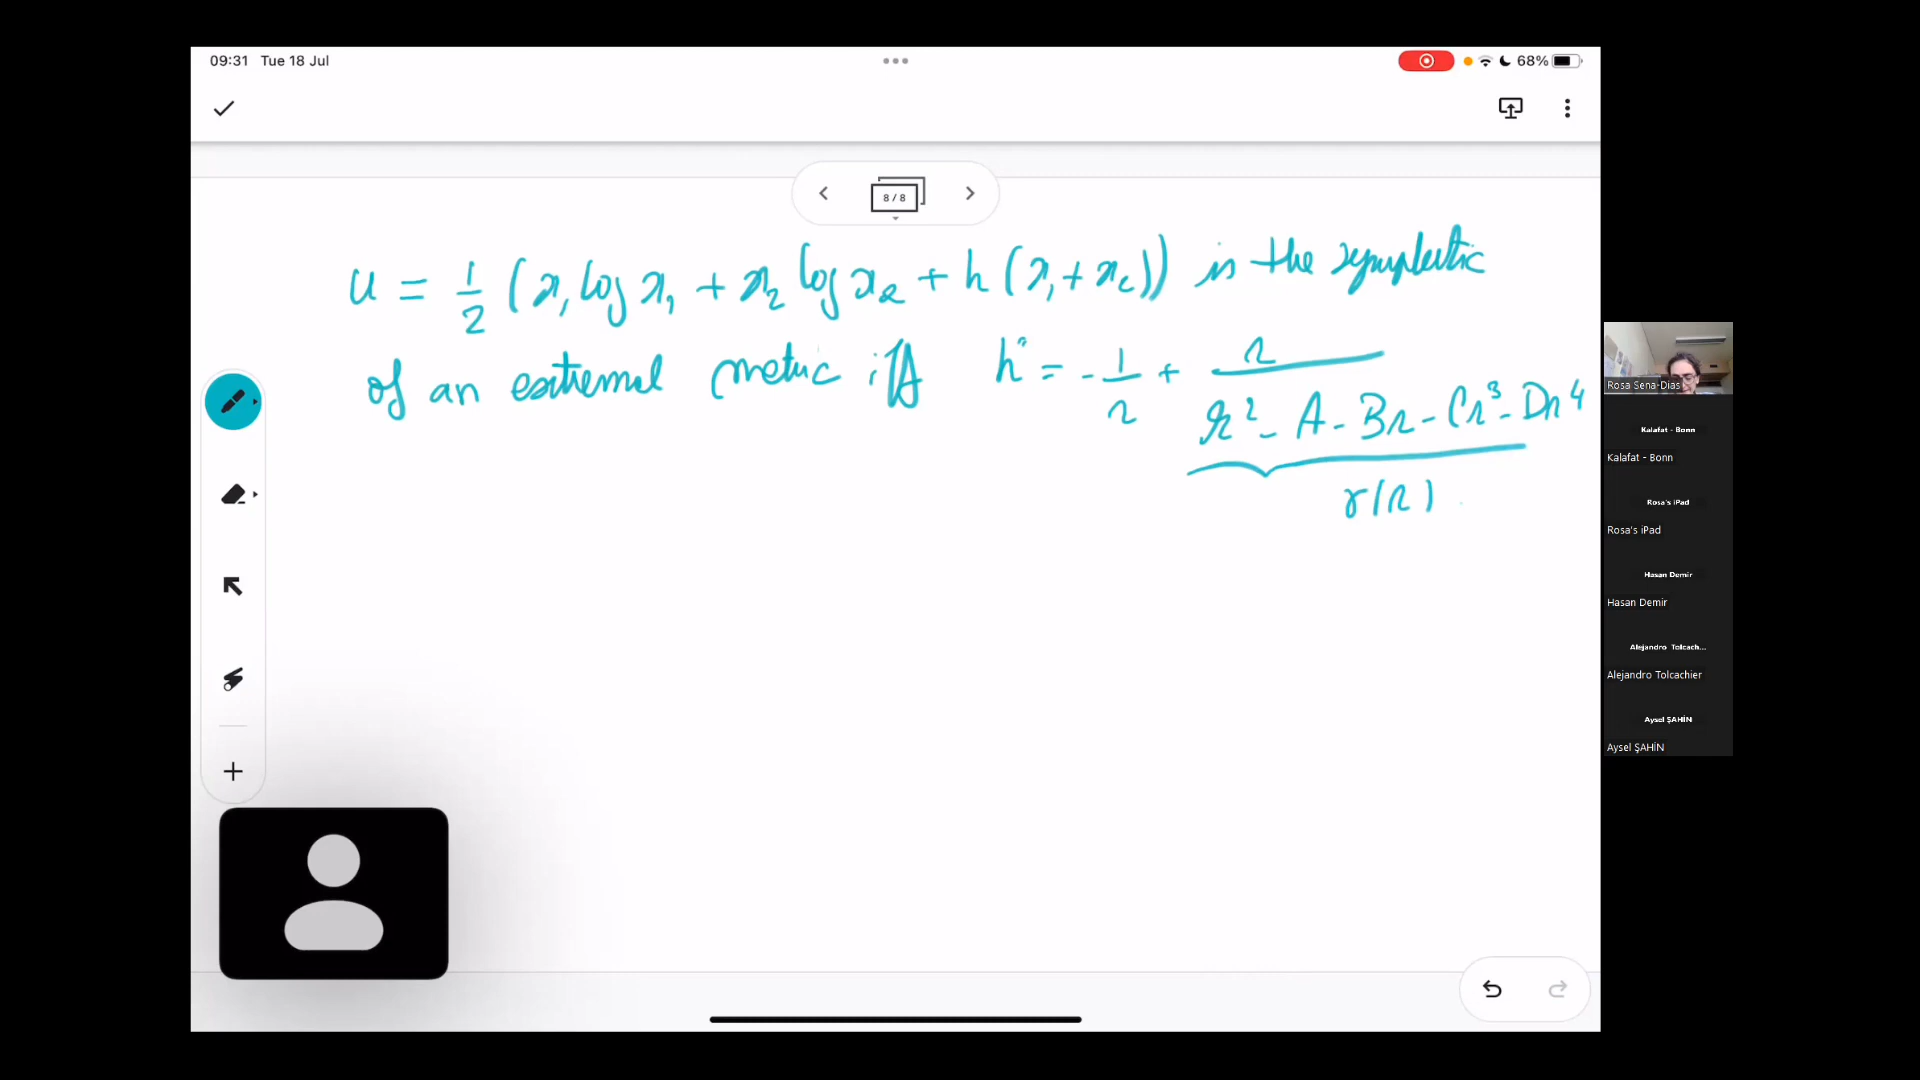 09:31 Tue 18 Jul
68%
8 / 8
u = 1/2 (x₁ log x₁ + x₂ log x₂ + h (x₁ + x₂)) is the symplectic
of an extremal metric iff h'' = - 1/r + r/(r² - A - Br - Cr³ - Dr⁴)
γ(r)
Rosa Sena-Dias
Kalafat - Bonn
Kalafat - Bonn
Rosa's iPad
Rosa's iPad
Hasan Demir
Hasan Demir
Alejandro Tolcach...
Alejandro Tolcachier
Aysel ŞAHİN
Aysel ŞAHİN